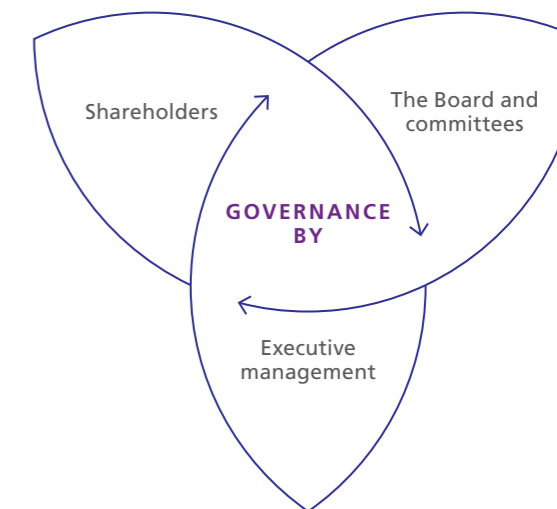 Shareholders
The Board and
committees
GOVERNANCE
BY
Executive
management